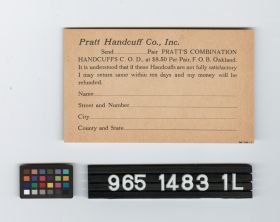 Pratt Handcuff Co., Inc.
Send Pair PRATT'S COMBINATION
HANDCUFFS C. O. D., at $8.50 Per Pair, F. O. B. Oakland.
It is understood that if these Handcuffs are not fully satisfactory
I may return same within ten days and my money will be
refunded.
Name
Street and Number
City
County and State
965 1483 1L